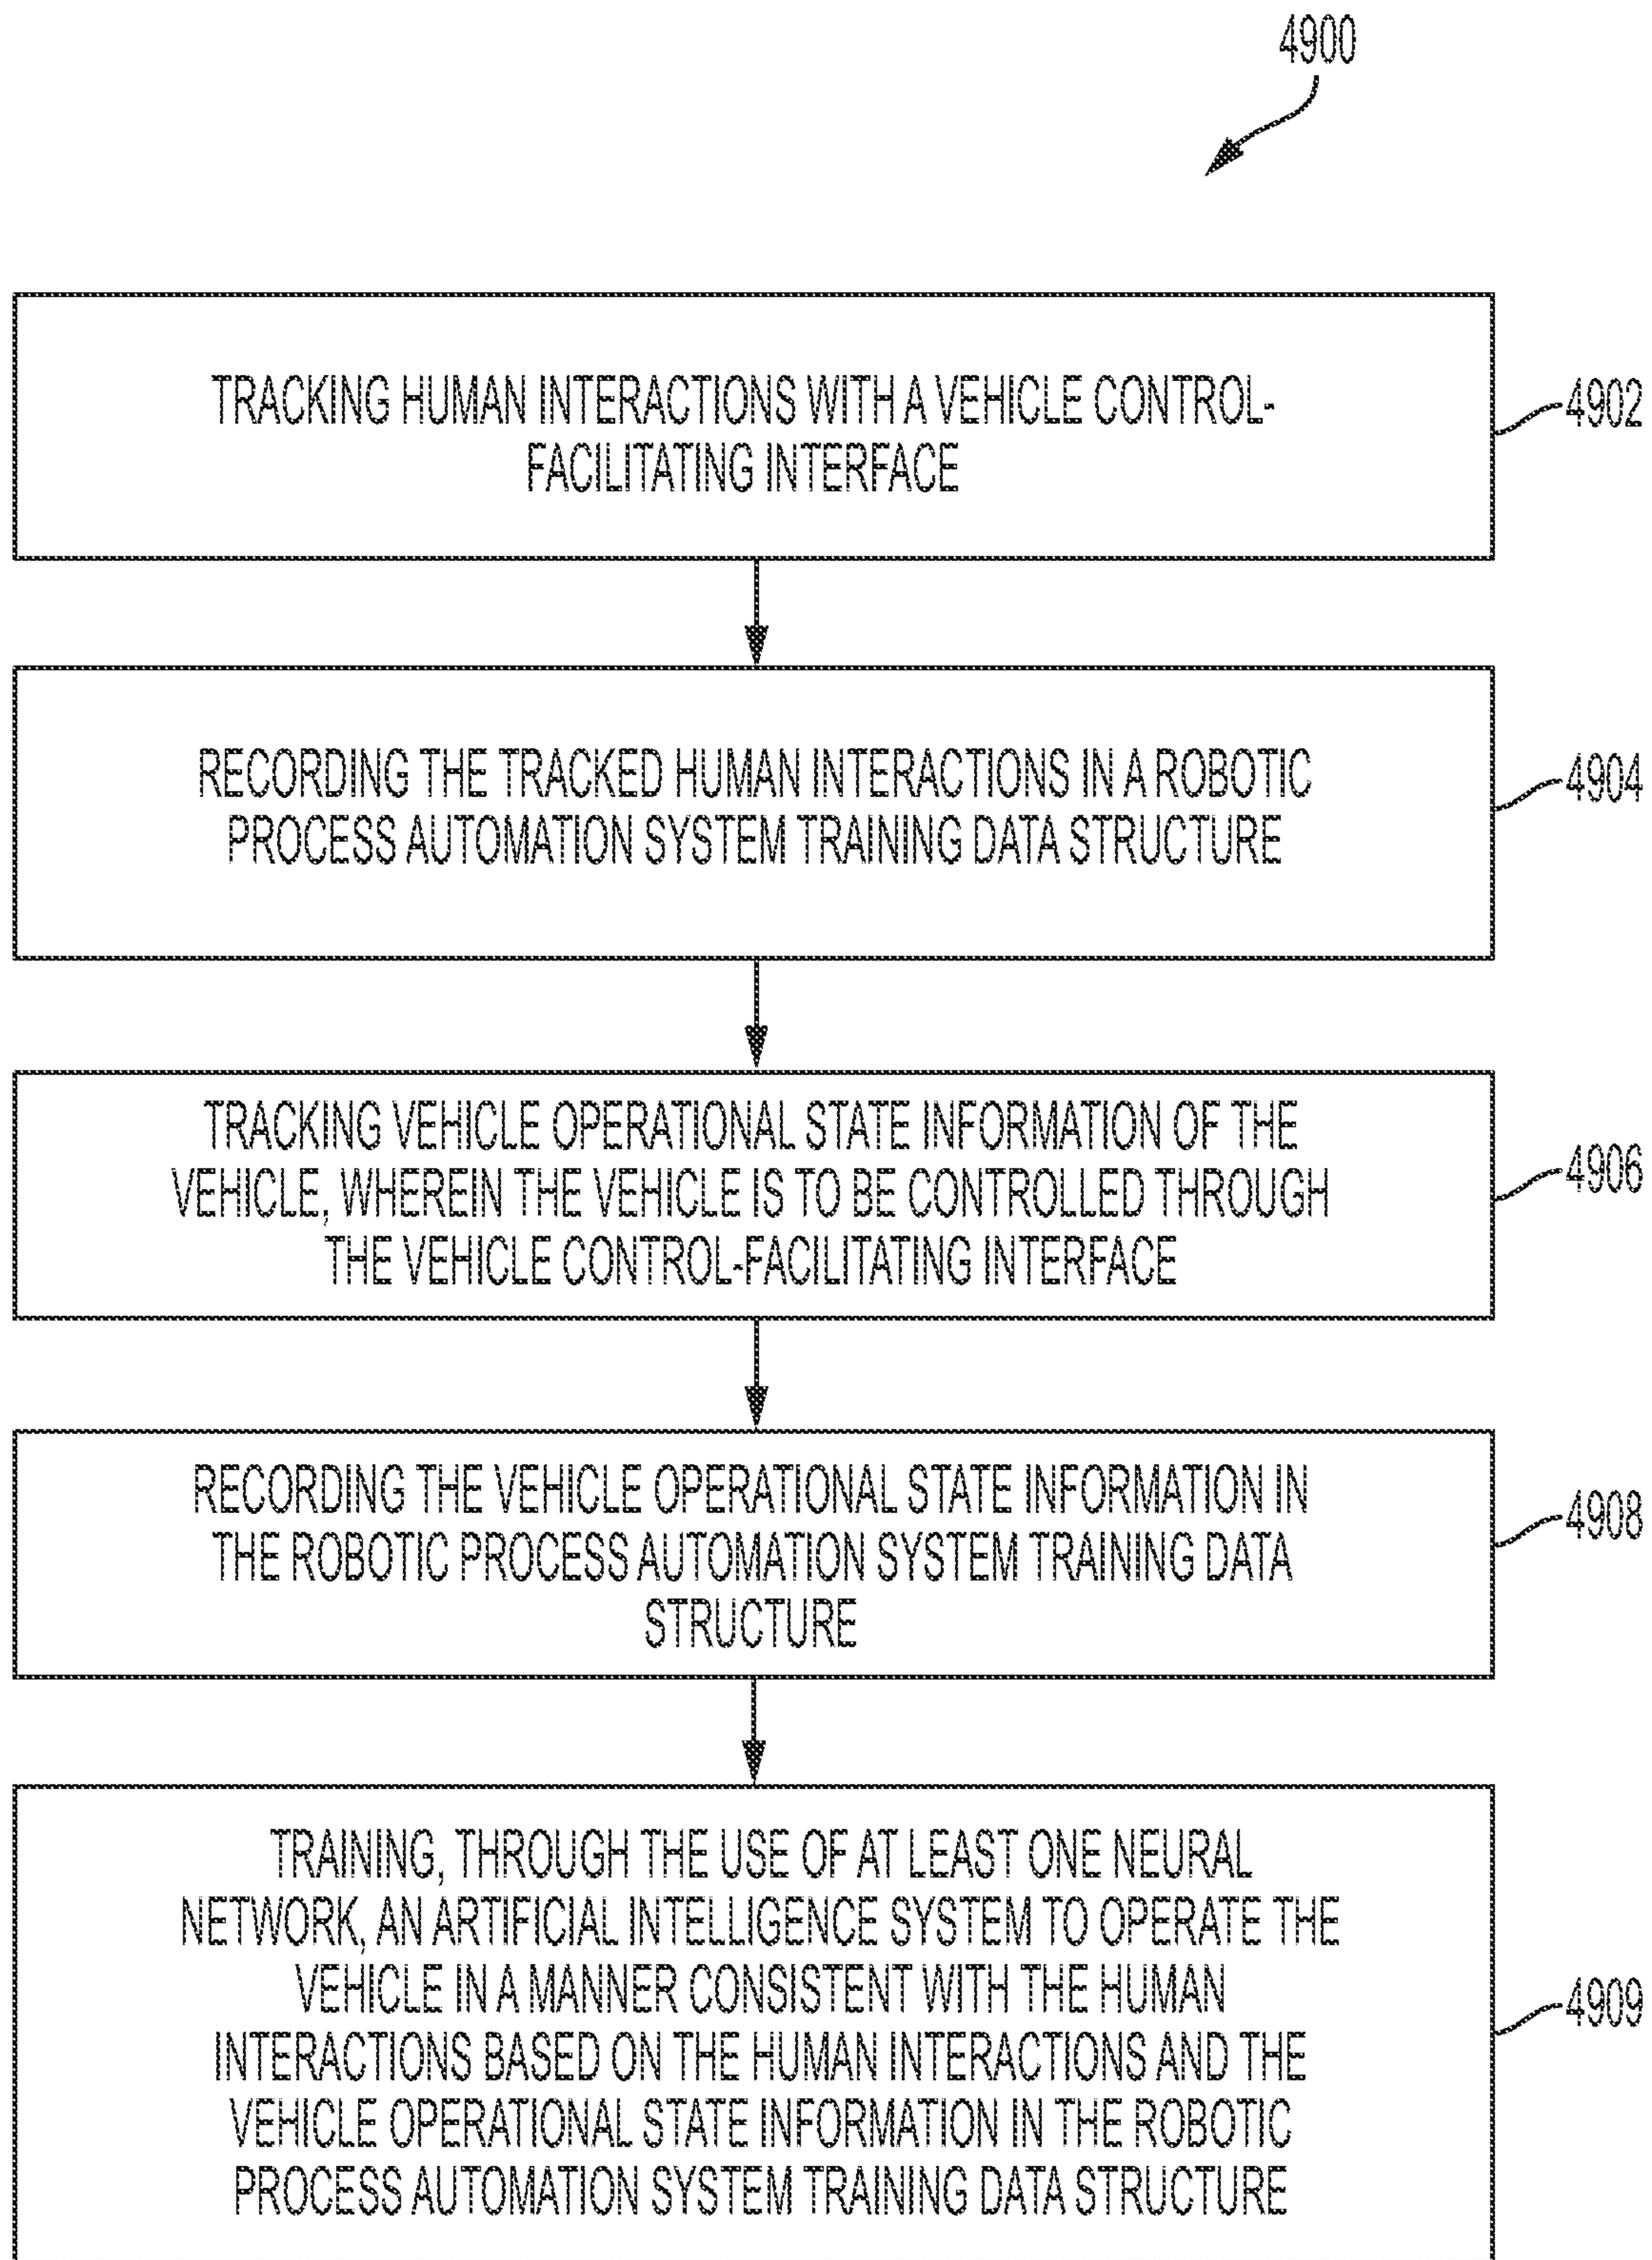 4900
TRACKING HUMAN INTERACTIONS WITH A VEHICLE CONTROL-
FACILITATING INTERFACE
4902
RECORDING THE TRACKED HUMAN INTERACTIONS IN A ROBOTIC
PROCESS AUTOMATION SYSTEM TRAINING DATA STRUCTURE
4904
TRACKING VEHICLE OPERATIONAL STATE INFORMATION OF THE
VEHICLE, WHEREIN THE VEHICLE IS TO BE CONTROLLED THROUGH
THE VEHICLE CONTROL-FACILITATING INTERFACE
4906
RECORDING THE VEHICLE OPERATIONAL STATE INFORMATION IN
THE ROBOTIC PROCESS AUTOMATION SYSTEM TRAINING DATA
STRUCTURE
4908
TRAINING, THROUGH THE USE OF AT LEAST ONE NEURAL
NETWORK, AN ARTIFICIAL INTELLIGENCE SYSTEM TO OPERATE THE
VEHICLE IN A MANNER CONSISTENT WITH THE HUMAN
INTERACTIONS BASED ON THE HUMAN INTERACTIONS AND THE
VEHICLE OPERATIONAL STATE INFORMATION IN THE ROBOTIC
PROCESS AUTOMATION SYSTEM TRAINING DATA STRUCTURE
4909